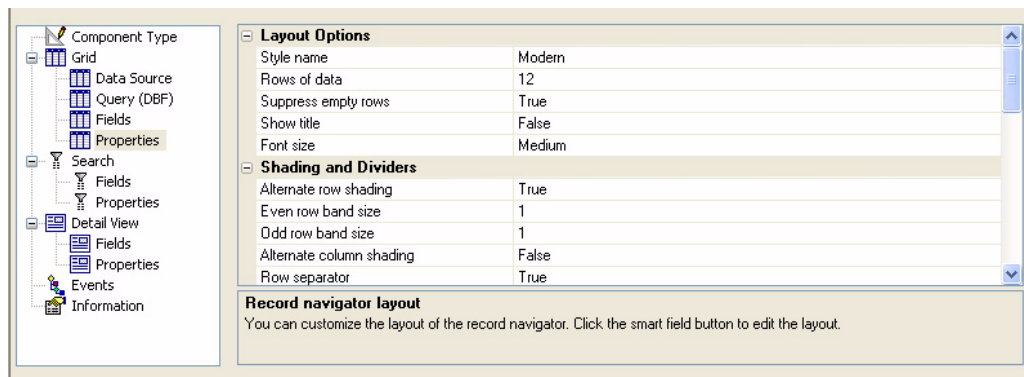 Component Type
Grid
Data Source
Query (DBF)
Fields
Properties
Search
Fields
Properties
Detail View
Fields
Properties
Events
Information
Layout Options
Style name Modern
Rows of data 12
Suppress empty rows True
Show title False
Font size Medium
Shading and Dividers
Alternate row shading True
Even row band size 1
Odd row band size 1
Alternate column shading False
Row separator True
Record navigator layout
You can customize the layout of the record navigator. Click the smart field button to edit the layout.